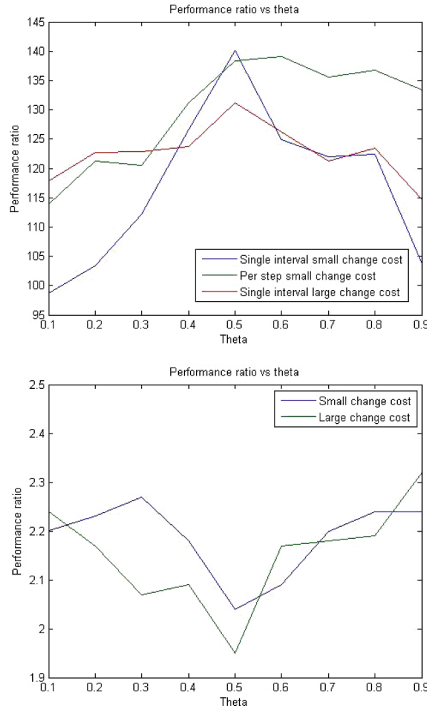 Performance ratio vs theta
145
140
135
130
125
120
115
110
105
100
95
Performance ratio
Single interval small change cost
Per step small change cost
Single interval large change cost
0.1 0.2 0.3 0.4 0.5 0.6 0.7 0.8 0.9
Theta
Performance ratio vs theta
2.5
2.4
2.3
2.2
2.1
2
1.9
Performance ratio
Small change cost
Large change cost
0.1 0.2 0.3 0.4 0.5 0.6 0.7 0.8 0.9
Theta